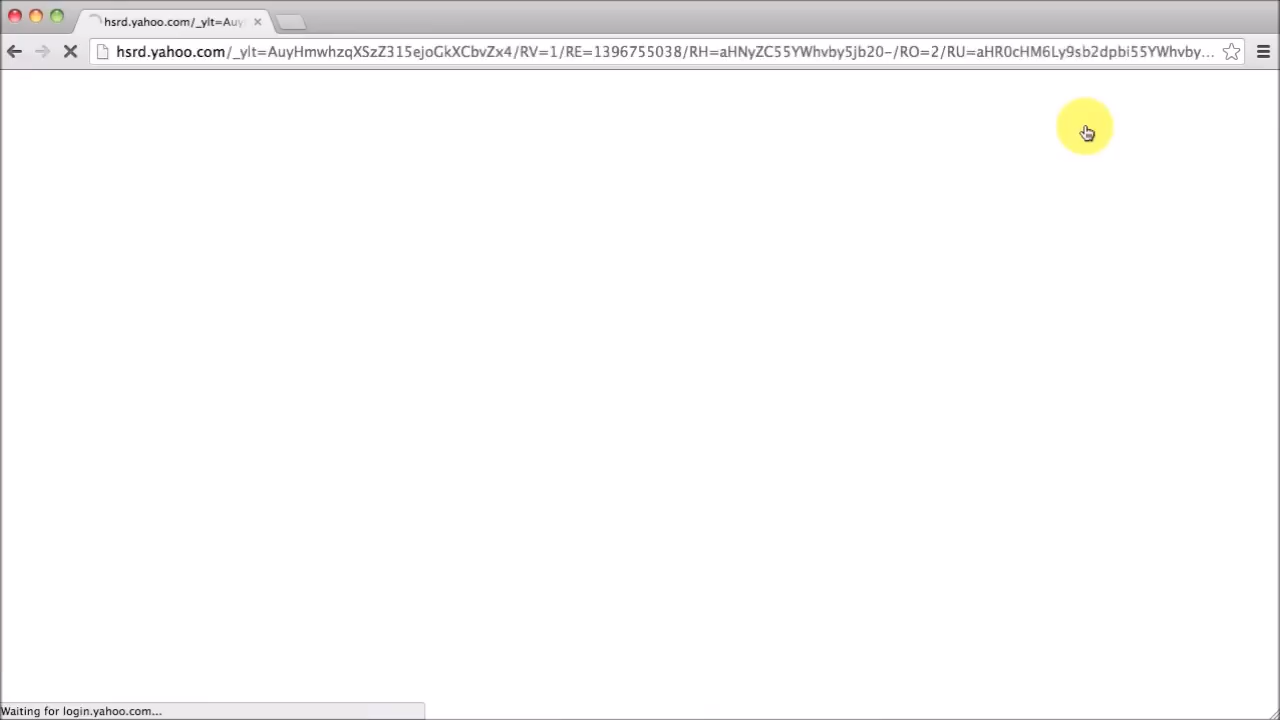 hsrd.yahoo.com/_ylt=Auyl
hsrd.yahoo.com/_ylt=AuyHmwhzqXSzZ315ejoGkXCbvZx4/RV=1/RE=1396755038/RH=aHNyZC55YWhvby5jb20-/RO=2/RU=aHR0cHM6Ly9sb2dpbi55YWhvby...
Waiting for login.yahoo.com...